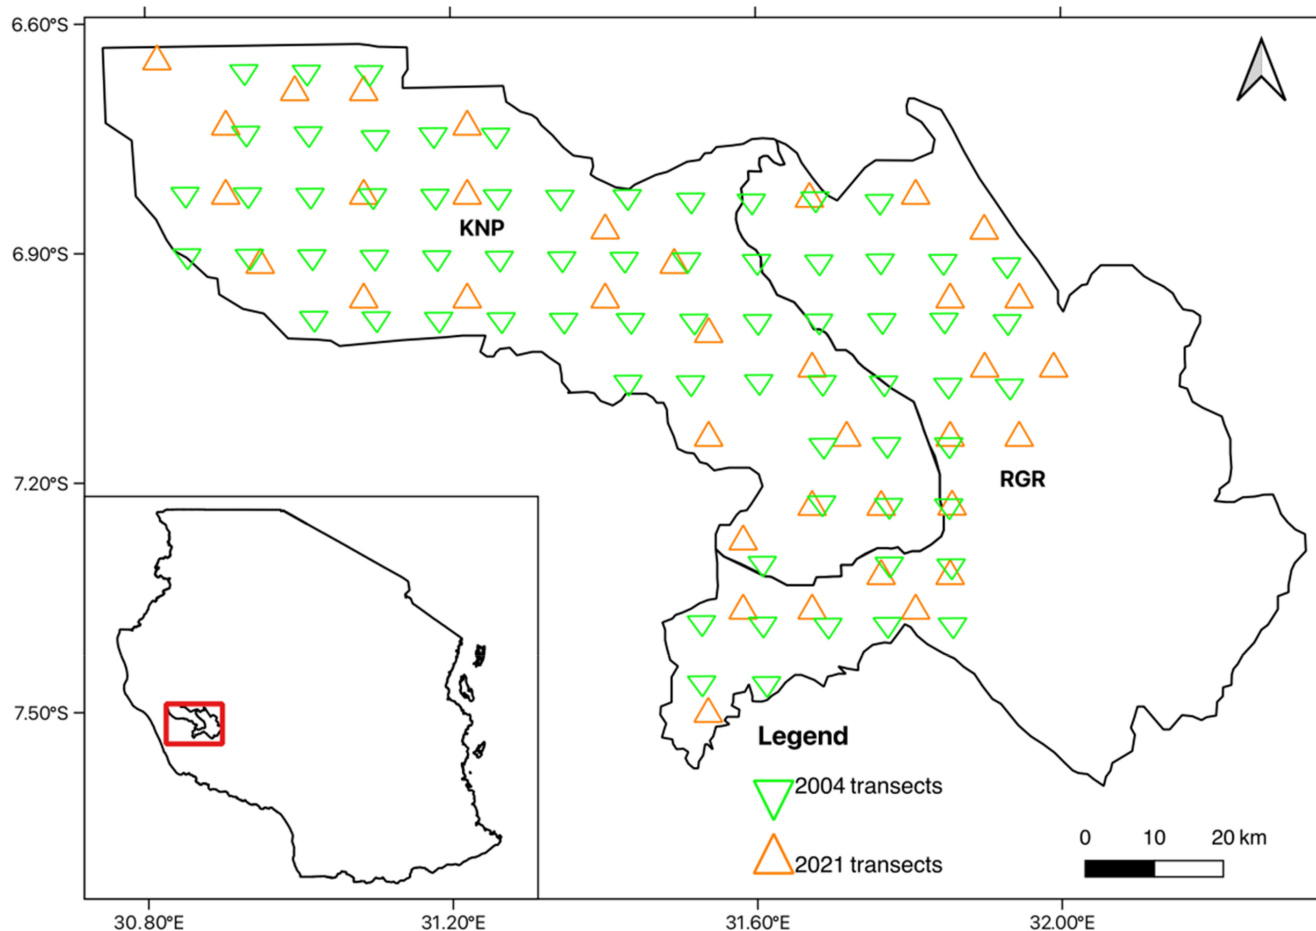 6.60°S
KNP
6.90°S
7.20°S
RGR
7.50°S
Legend
2004 transects
2021 transects
0 10 20 km
30.80°E 31.20°E 31.60°E 32.00°E